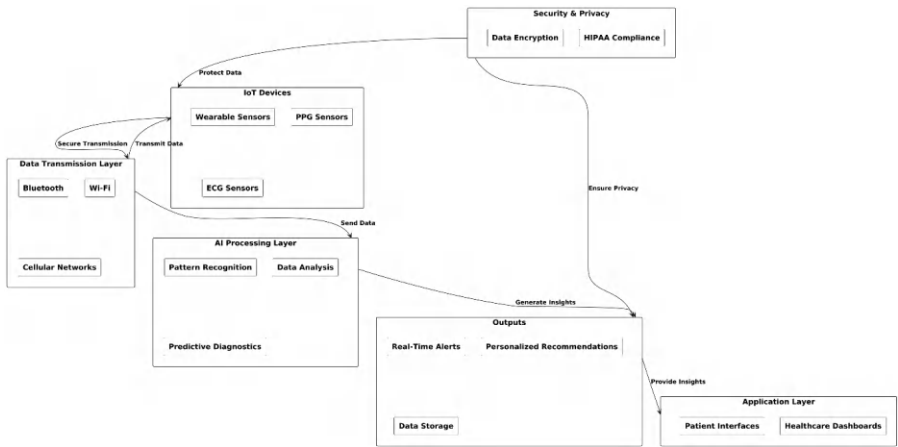 Security & Privacy
Data Encryption
HIPAA Compliance
Protect Data
IoT Devices
Wearable Sensors
PPG Sensors
ECG Sensors
Secure Transmission
Transmit Data
Data Transmission Layer
Bluetooth
Wi-Fi
Cellular Networks
Ensure Privacy
Send Data
AI Processing Layer
Pattern Recognition
Data Analysis
Predictive Diagnostics
Generate Insights
Outputs
Real-Time Alerts
Personalized Recommendations
Data Storage
Provide Insights
Application Layer
Patient Interfaces
Healthcare Dashboards